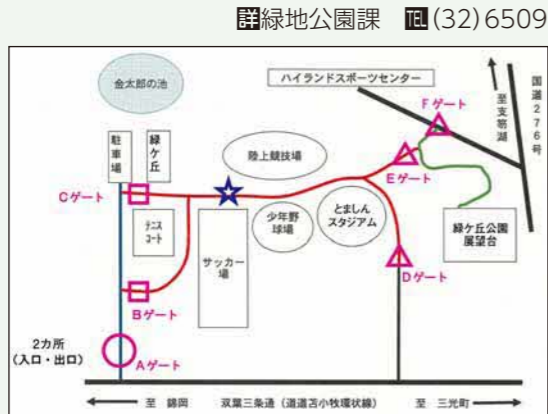 詳緑地公園課 TEL(32)6509
金太郎の池
ハイランドスポーツセンター
国道276号
至支笏湖
Fゲート
駐車場
緑ケ丘
陸上競技場
Eゲート
Cゲート
テニスコート
少年野球場
とましんスタジアム
緑ケ丘公園
展望台
サッカー場
Dゲート
Bゲート
2カ所
(入口・出口)
Aゲート
至 錦岡 双葉三条通(道道苫小牧環状線) 至 三光町